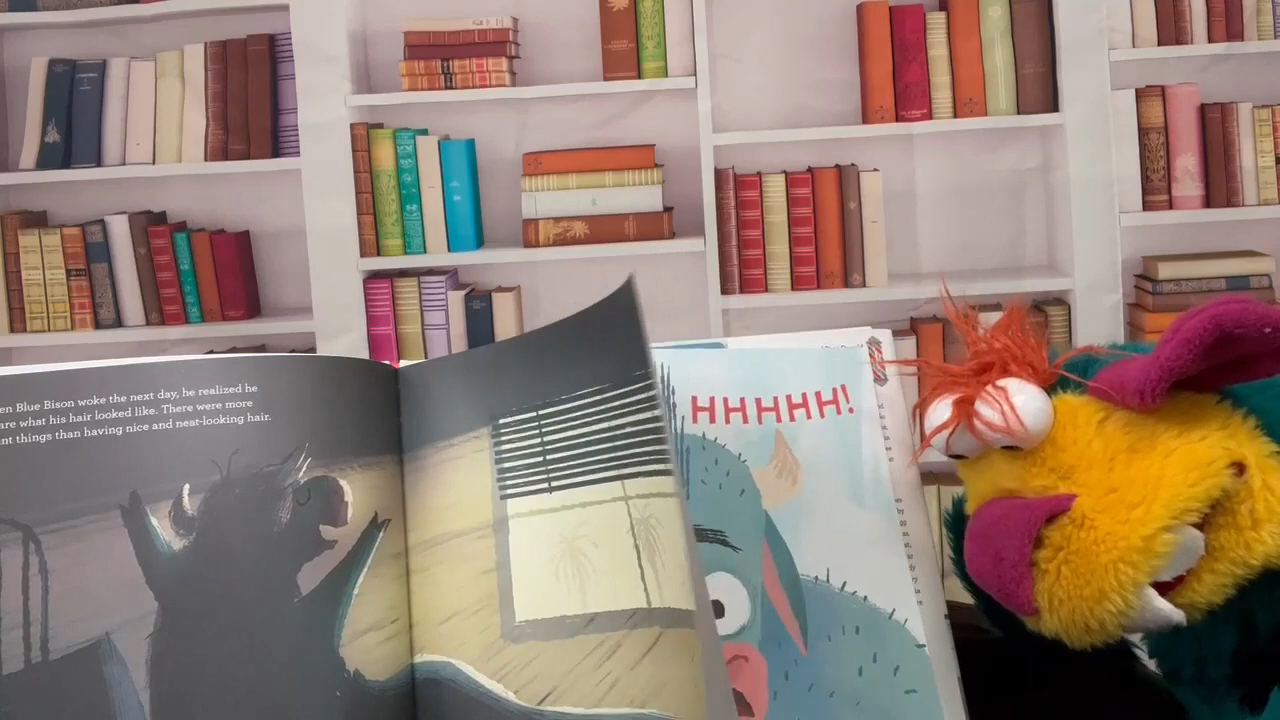 en Blue Bison woke the next day, he realized he
are what his hair looked like. There were more
nt things than having nice and neat-looking hair.
HHHHH!